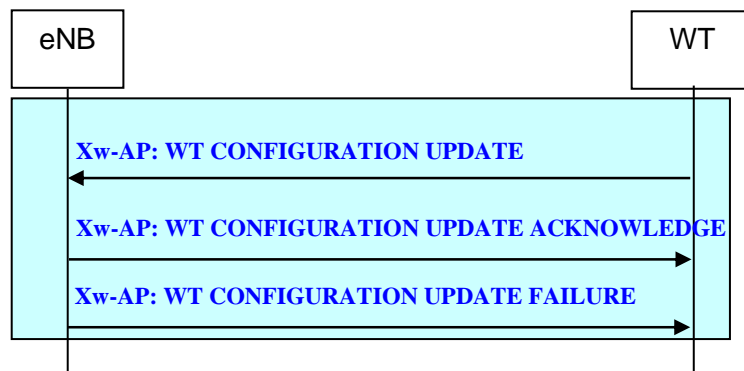 eNB
WT
Xw-AP: WT CONFIGURATION UPDATE
Xw-AP: WT CONFIGURATION UPDATE ACKNOWLEDGE
Xw-AP: WT CONFIGURATION UPDATE FAILURE